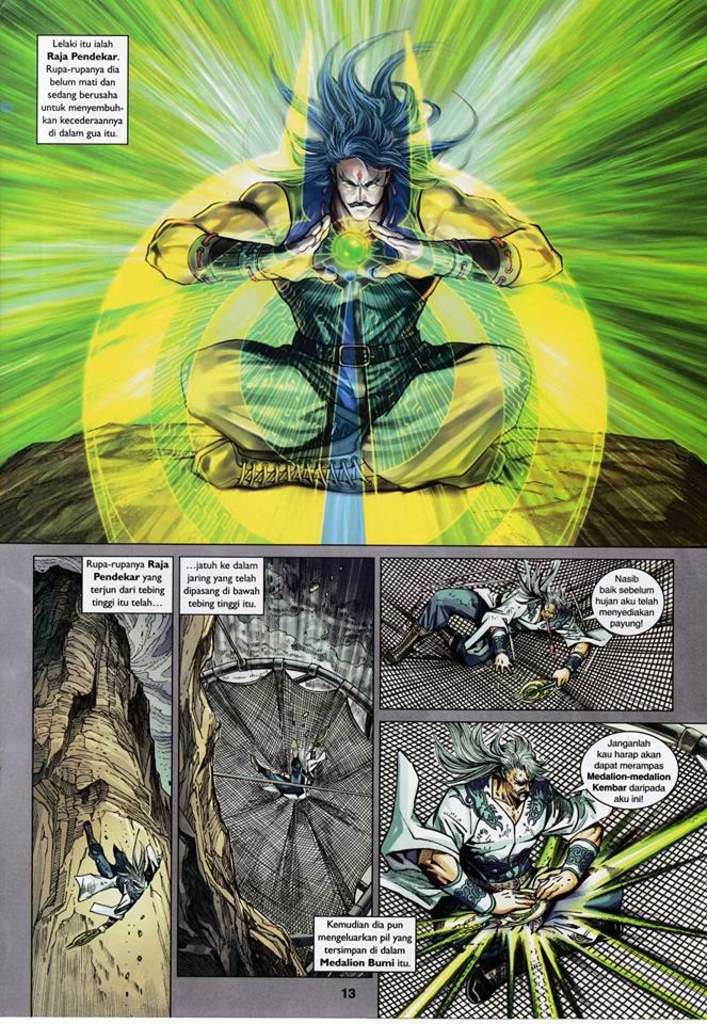 Lelaki itu ialah
Raja Pendekar.
Rupa-rupanya dia
belum mati dan
sedang berusaha
untuk menyembuh-
kan kecederaannya
di dalam gua itu.
Rupa-rupanya Raja
Pendekar yang
terjun dari tebing
tinggi itu telah...
...jatuh ke dalam
jaring yang telah
dipasang di bawah
tebing tinggi itu.
Nasib
baik sebelum
hujan aku telah
menyediakan
payung!
Janganlah
kau harap akan
dapat merampas
Medalion-medalion
Kembar daripada
aku ini!
Kemudian dia pun
mengeluarkan pil yang
tersimpan di dalam
Medalion Bumi itu.
13